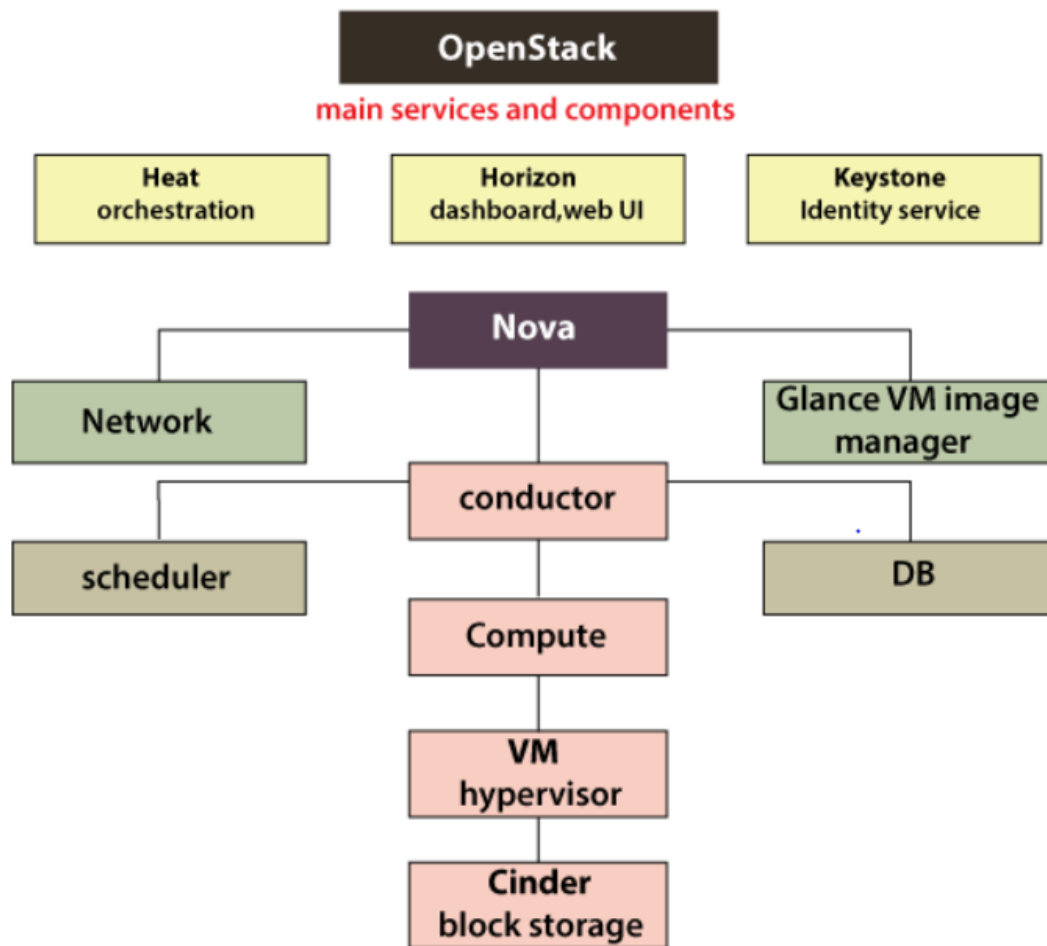 OpenStack
main services and components
Heat
orchestration
Horizon
dashboard,web UI
Keystone
Identity service
Nova
Network
Glance VM image
manager
conductor
scheduler
DB
Compute
VM
hypervisor
Cinder
block storage